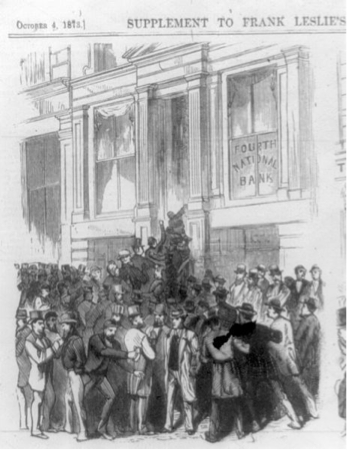 OCTOBER 4, 1873.] SUPPLEMENT TO FRANK LESLIE'S
FOURTH
NATIONAL
BANK